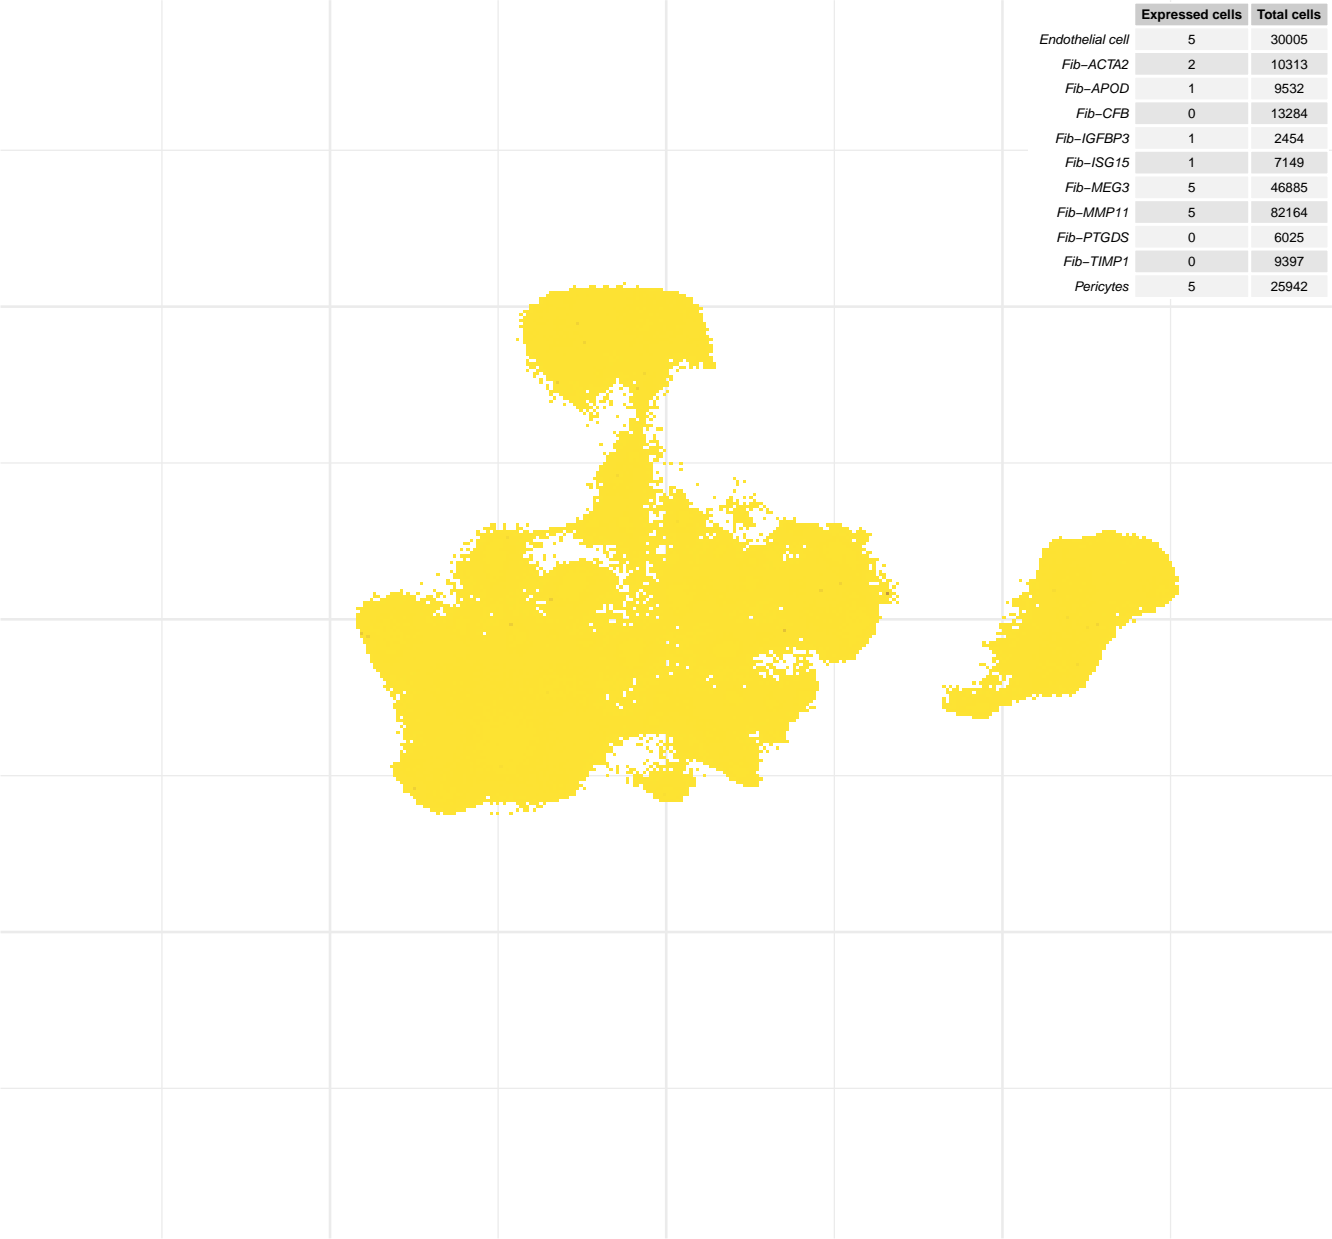 Expressed cells Total cells
Endothelial cell 5 30005
Fib−ACTA2 2 10313
Fib−APOD 1 9532
Fib−CFB 0 13284
Fib−IGFBP3 1 2454
Fib−ISG15 1 7149
Fib−MEG3 5 46885
Fib−MMP11 5 82164
Fib−PTGDS 0 6025
Fib−TIMP1 0 9397
Pericytes 5 25942